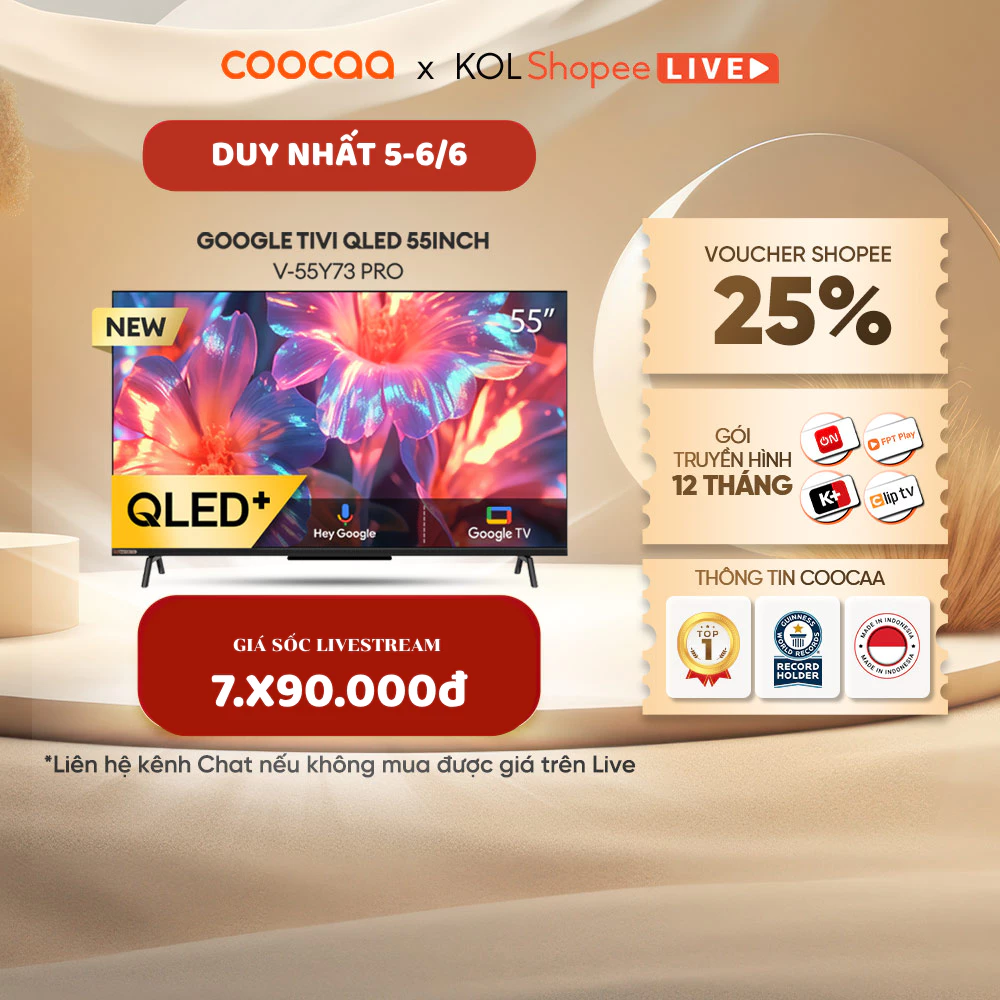 coocaa x KOL Shopee LIVE
DUY NHẤT 5-6/6
GOOGLE TIVI QLED 55INCH
V-55Y73 PRO
NEW
55”
QLED+
Hey Google
Google TV
GIÁ SỐC LIVESTREAM
7.X90.000đ
*Liên hệ kênh Chat nếu không mua được giá trên Live
VOUCHER SHOPEE
25%
GÓI
TRUYỀN HÌNH
12 THÁNG
ON
FPT Play
K+
Clip tv
THÔNG TIN COOCAA
TOP
1
GUINNESS
WORLD RECORDS
RECORD
HOLDER
MADE IN INDONESIA
MADE IN INDONESIA